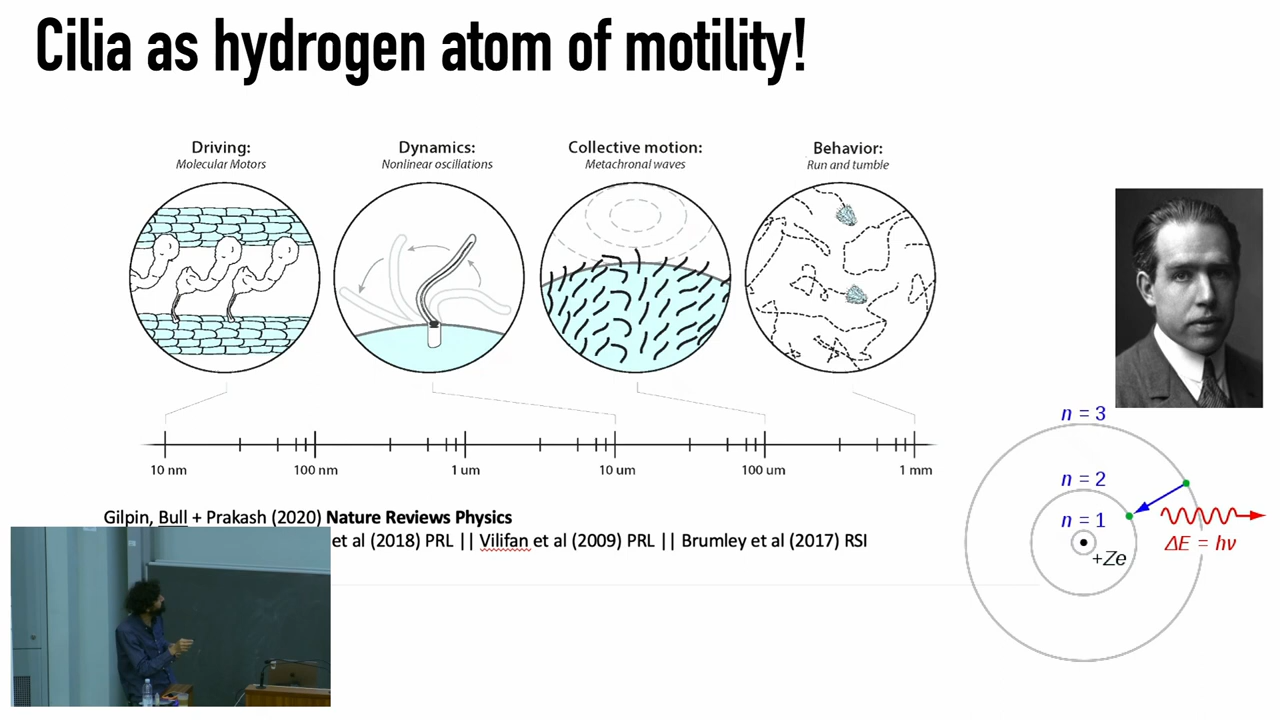 Cilia as hydrogen atom of motility!
Driving:
Molecular Motors
Dynamics:
Nonlinear oscillations
Collective motion:
Metachronal waves
Behavior:
Run and tumble
10 nm
100 nm
1 um
10 um
100 um
1 mm
Gilpin, Bull + Prakash (2020) Nature Reviews Physics
et al (2018) PRL || Vilifan et al (2009) PRL || Brumley et al (2017) RSI
n = 3
n = 2
n = 1
+Ze
ΔE = hν